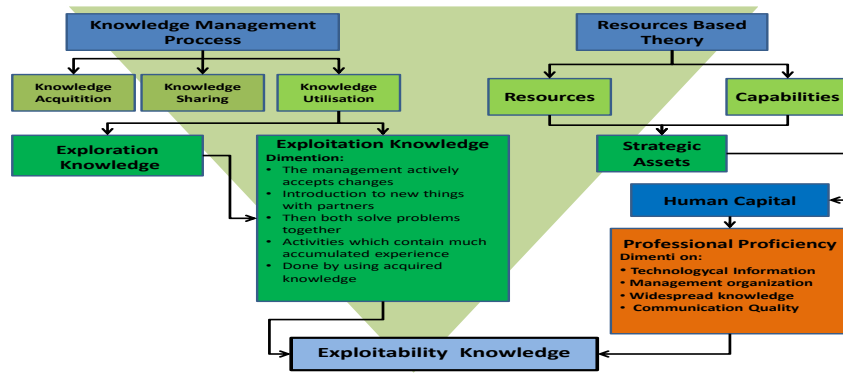 Knowledge Management
Proccess
Resources Based
Theory
Knowledge
Acquitition
Knowledge
Sharing
Knowledge
Utilisation
Resources
Capabilities
Exploration
Knowledge
Exploitation Knowledge
Dimention:
• The management actively
accepts changes
• Introduction to new things
with partners
• Then both solve problems
together
• Activities which contain much
accumulated experience
• Done by using acquired
knowledge
Strategic
Assets
Human Capital
Professional Proficiency
Dimenti on:
• Technologycal Information
• Management organization
• Widespread knowledge
• Communication Quality
Exploitability Knowledge